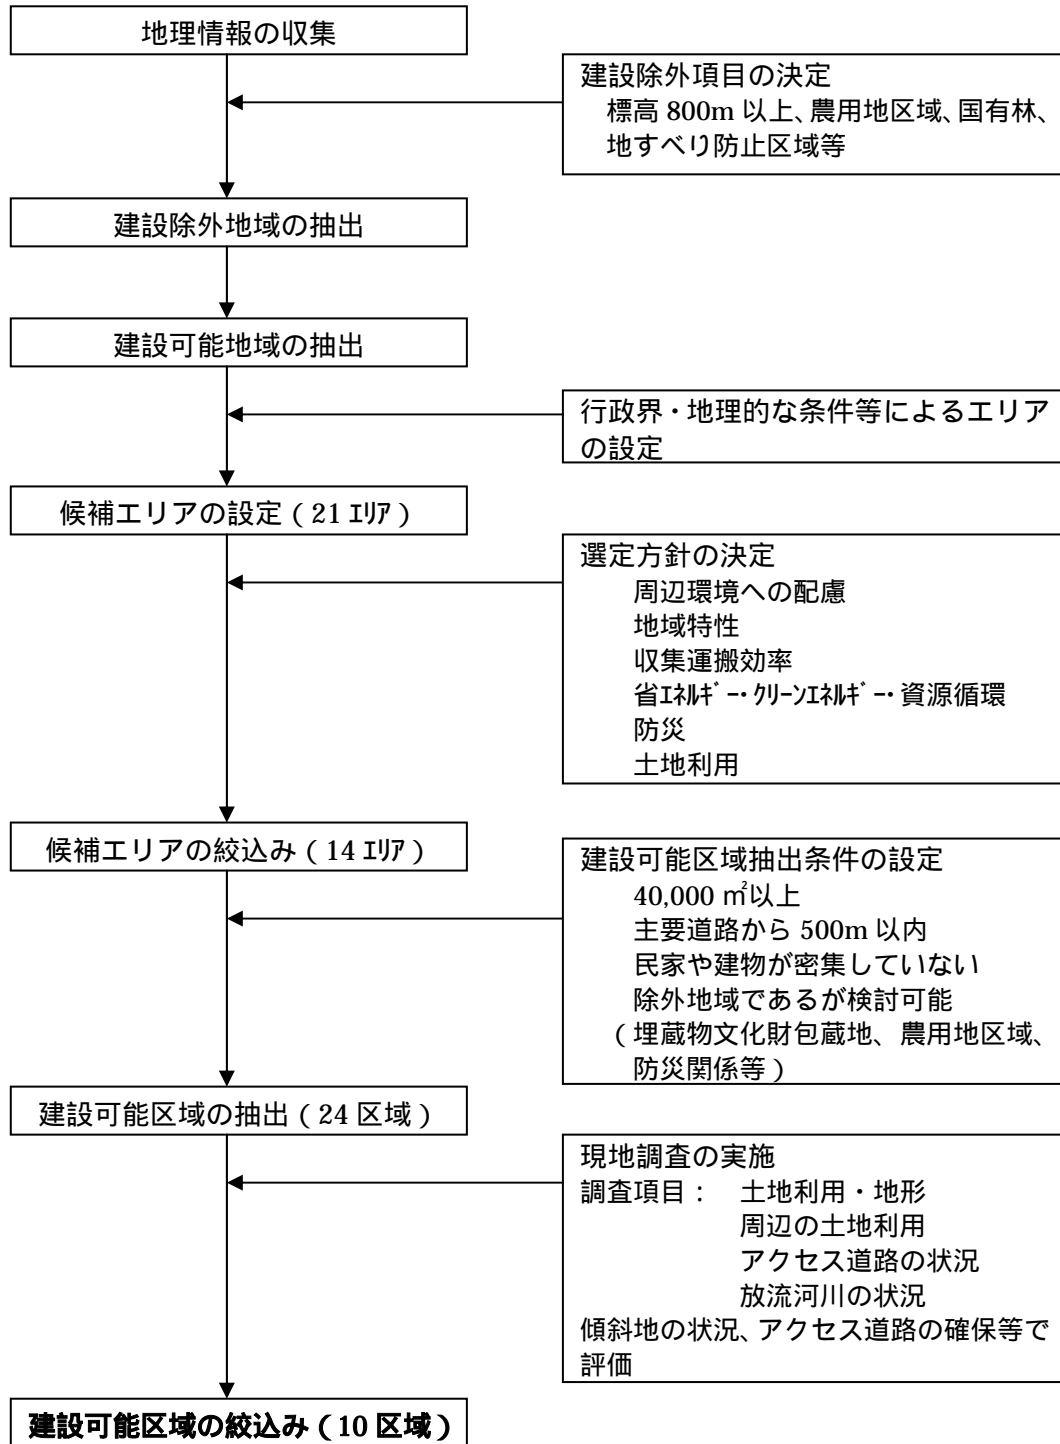 地理情報の収集
建設除外項目の決定
標高 800m 以上、農用地区域、国有林、
地すべり防止区域等
建設除外地域の抽出
建設可能地域の抽出
行政界・地理的な条件等によるエリア
の設定
候補エリアの設定（21 ｴﾘｱ）
選定方針の決定
周辺環境への配慮
地域特性
収集運搬効率
省ｴﾈﾙｷﾞｰ・ｸﾘｰﾝｴﾈﾙｷﾞｰ・資源循環
防災
土地利用
候補エリアの絞込み（14 ｴﾘｱ）
建設可能区域抽出条件の設定
40,000 ㎡以上
主要道路から 500m 以内
民家や建物が密集していない
除外地域であるが検討可能
（埋蔵物文化財包蔵地、農用地区域、
防災関係等）
建設可能区域の抽出（24 区域）
現地調査の実施
調査項目： 土地利用・地形
周辺の土地利用
アクセス道路の状況
放流河川の状況
傾斜地の状況、アクセス道路の確保等で
評価
建設可能区域の絞込み（10 区域）